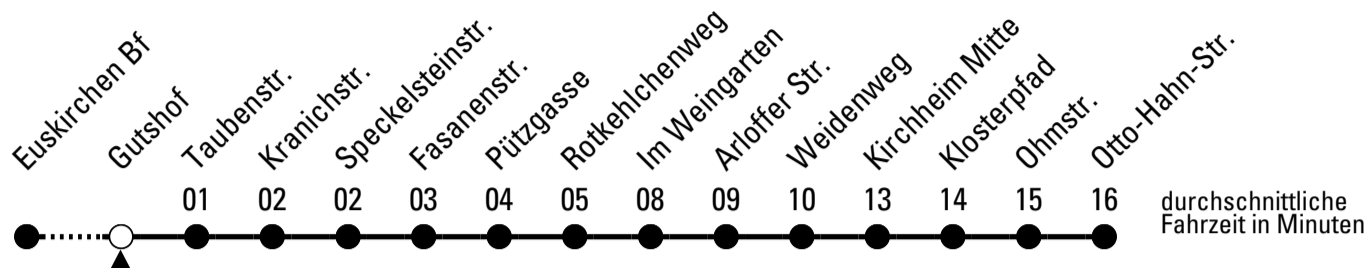 Euskirchen Bf
Gutshof
Taubenstr.
Kranichstr.
Speckelsteinstr.
Fasanenstr.
Pützgasse
Rotkehlchenweg
Im Weingarten
Arloffer Str.
Weidenweg
Kirchheim Mitte
Klosterpfad
Ohmstr.
Otto-Hahn-Str.
01 02 02 03 04 05 08 09 10 13 14 15 16
durchschnittliche
Fahrzeit in Minuten